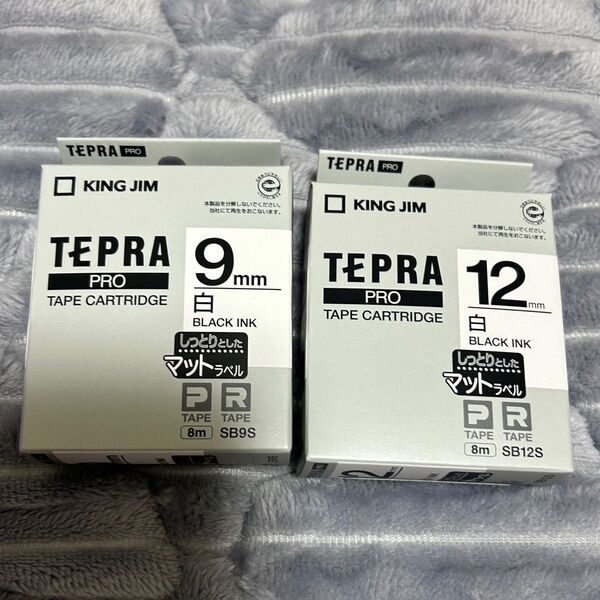 TEPRA PRO
KING JIM
本製品を分解しないでください。
当社にて再生をおこないます。
TEPRA
PRO
TAPE CARTRIDGE
9mm
白
BLACK INK
しっとりとした
マットラベル
P R
TAPE TAPE
8m SB9S
TEPRA PRO
KING JIM
本製品を分解しないでください。
当社にて再生をおこないます。
TEPRA
PRO
TAPE CARTRIDGE
12mm
白
BLACK INK
しっとりとした
マットラベル
P R
TAPE TAPE
8m SB12S